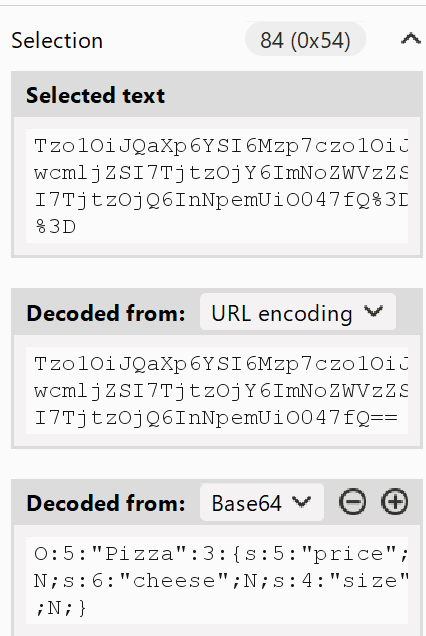 Selection
84 (0x54)
Selected text
Tzo1OiJQaXp6YSI6Mzp7czo1OiJ
wcmljZSI7TjtzOjY6ImNoZWVzZS
I7TjtzOjQ6InNpemUiO047fQ%3D
%3D
Decoded from: URL encoding
Tzo1OiJQaXp6YSI6Mzp7czo1OiJ
wcmljZSI7TjtzOjY6ImNoZWVzZS
I7TjtzOjQ6InNpemUiO047fQ==
Decoded from: Base64
O:5:"Pizza":3:{s:5:"price";
N;s:6:"cheese";N;s:4:"size"
;N;}